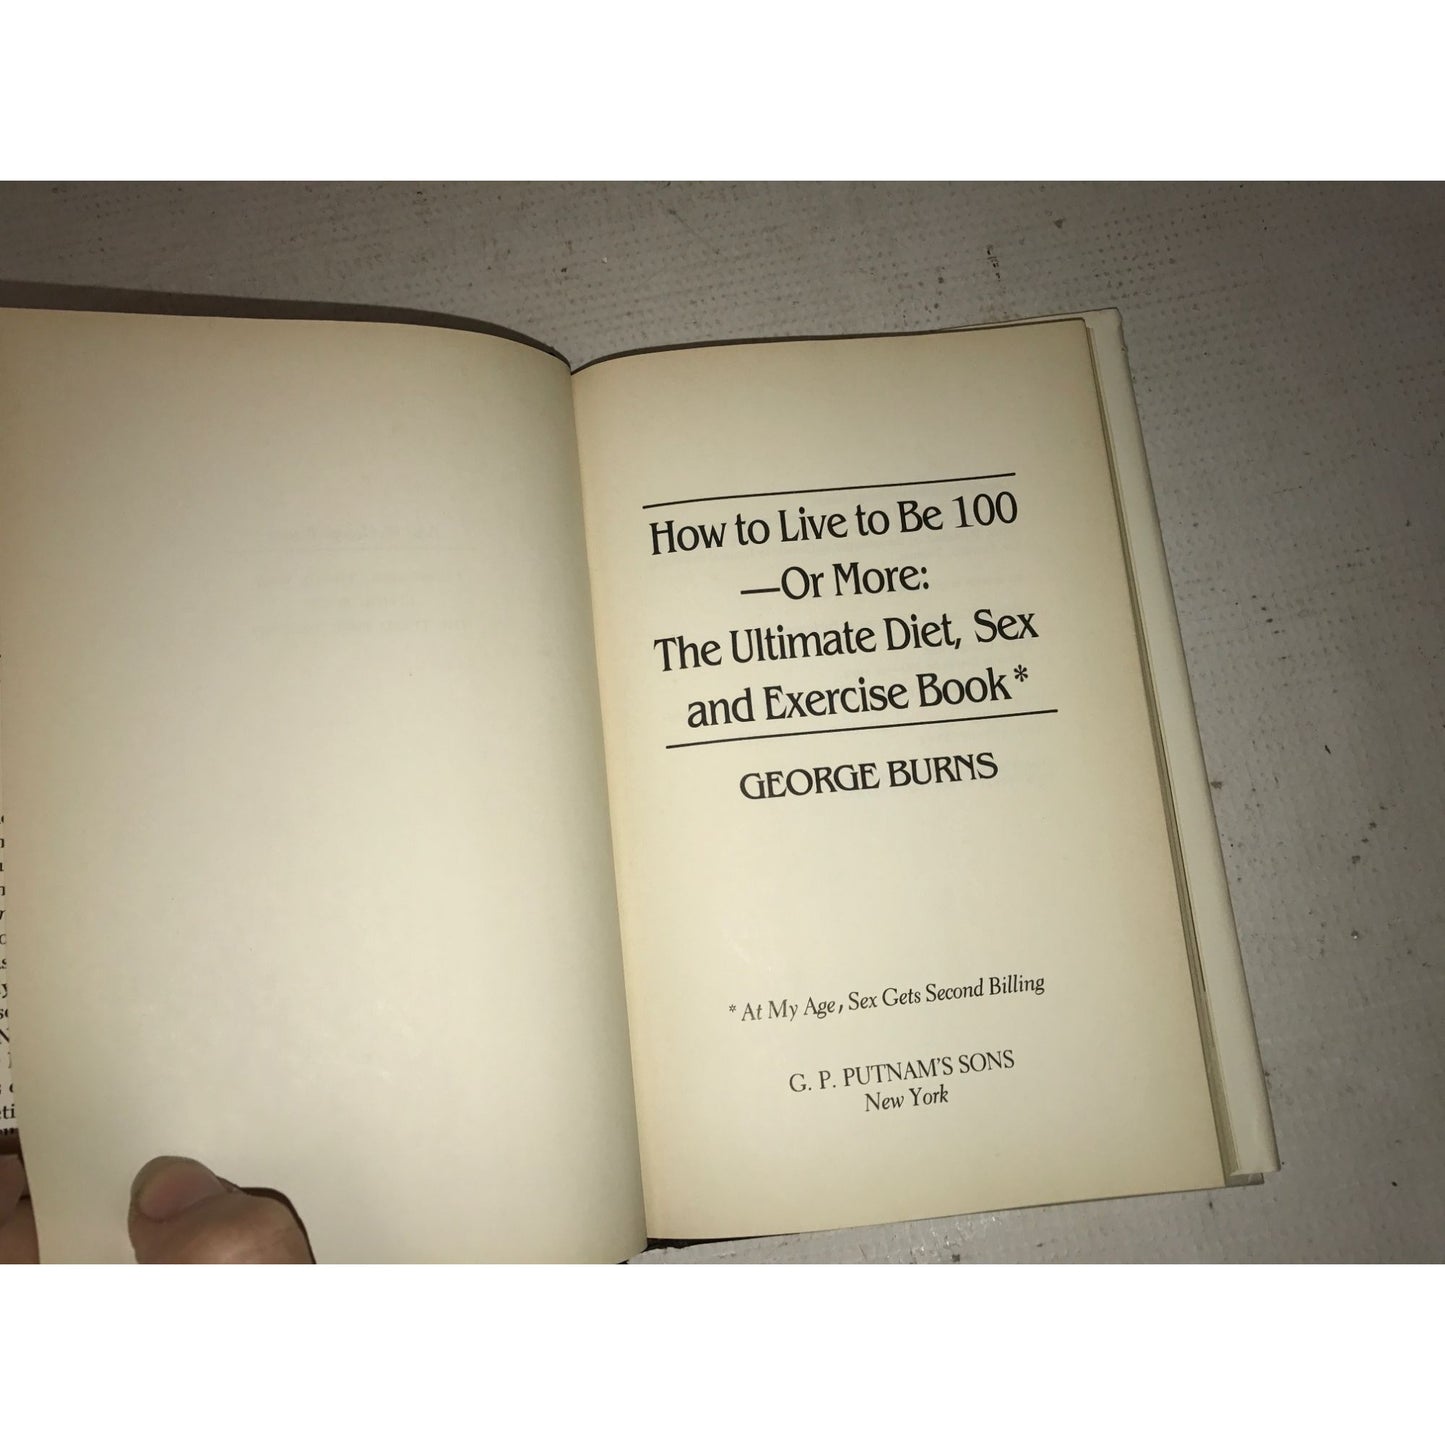 How to Live to Be 100
—Or More:
The Ultimate Diet, Sex
and Exercise Book*
GEORGE BURNS
* At My Age, Sex Gets Second Billing
G. P. PUTNAM'S SONS
New York